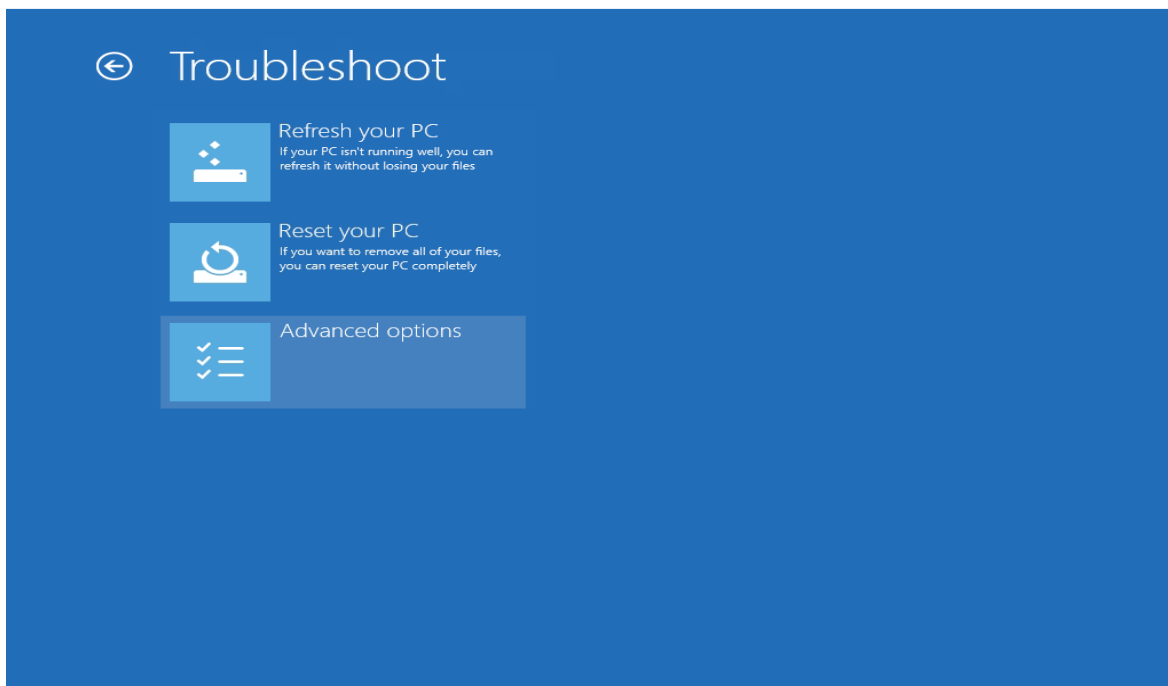 Troubleshoot
Refresh your PC
If your PC isn't running well, you can
refresh it without losing your files
Reset your PC
If you want to remove all of your files,
you can reset your PC completely
Advanced options